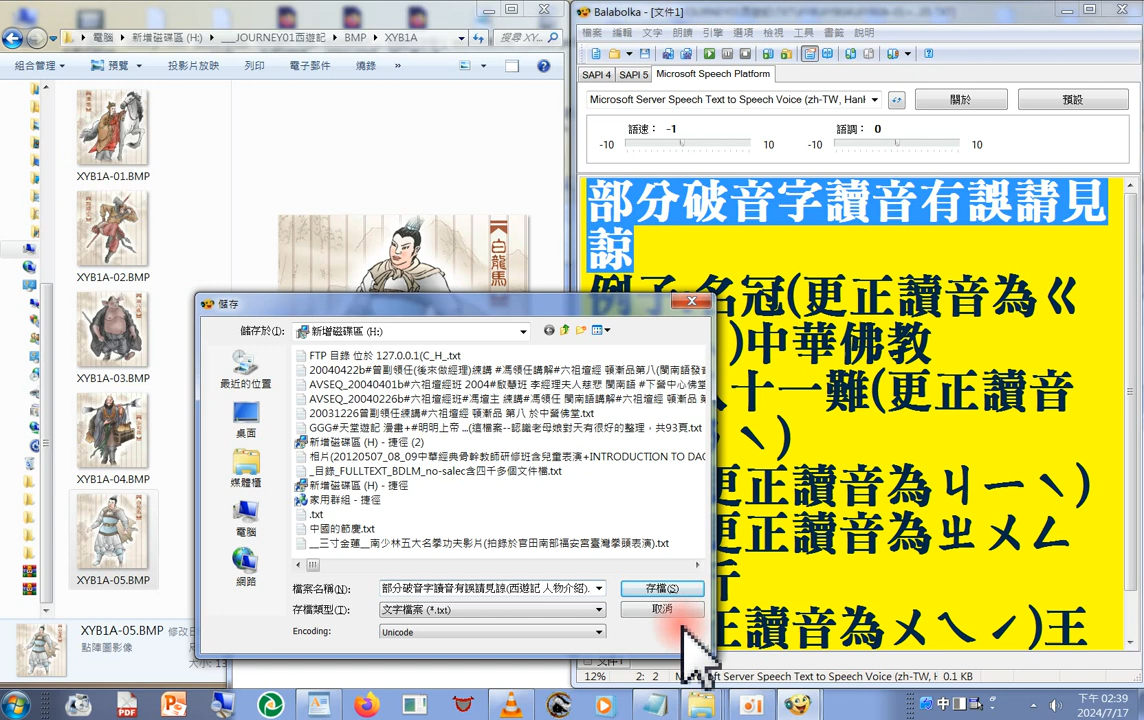 電腦 ▸ 新增磁碟區 (H:) ▸ ___JOURNEY01西遊記 ▸ BMP ▸ XYB1A
搜尋 XY...
組合管理 預覽 投影片放映 列印 電子郵件 燒錄 »
XYB1A-01.BMP
XYB1A-02.BMP
XYB1A-03.BMP
XYB1A-04.BMP
XYB1A-05.BMP
白龍馬
XYB1A-05.BMP 修改日
點陣圖影像
大小: 13
Balabolka - [文件1]
檔案 編輯 文字 朗讀 引擎 選項 檢視 工具 書籤 說明
SAPI 4 SAPI 5 Microsoft Speech Platform
Microsoft Server Speech Text to Speech Voice (zh-TW, HanH
關於
預設
語速： -1 語調： 0
-10 10 -10 10
部分破音字讀音有誤請見
諒
名冠(更正讀音為ㄍ
)中華佛教
十一難(更正讀音
ˋ)
更正讀音為ㄐㄧˋ)
更正讀音為ㄓㄨㄥ
行
正讀音為ㄨㄟˊ)王
文件1
12% 2: 2 0.1 KB
儲存
儲存於(I): 新增磁碟區 (H:)
最近的位置
桌面
媒體櫃
電腦
網路
FTP 目錄 位於 127.0.0.1(C_H_.txt
20040422b#曾副領任(後來做經理)練講 #馮領任講解#六祖壇經 頓漸品第八(閩南語發音
AVSEQ_20040401b#六祖壇經班 2004#啟慧班 李經理夫人慈悲 閩南語 #下營中心佛堂
AVSEQ_20040226b#六祖壇經班#馮壇主 練講#馮領任 閩南語講解#六祖壇經 頓漸品第八
20031226曾副領任練講#六祖壇經 頓漸品 第八 於中營佛堂.txt
GGG#天堂遊記 漫畫+#明明上帝 ...(這檔案--認識老母娘對天有很好的整理，共93頁.txt
新增磁碟區 (H) - 捷徑 (2)
相片(20120507_08_09中華經典骨幹教師研修班含兒童表演+INTRODUCTION TO DAO
_目錄_FULLTEXT_BDLM_no-salec含四千多個文件檔.txt
新增磁碟區 (H) - 捷徑
家用群組 - 捷徑
.txt
中國的節慶.txt
__三寸金蓮__南少林五大名拳功夫影片(拍錄於官田南部福安宮臺灣拳頭表演).txt
檔案名稱(N): 部分破音字讀音有誤請見諒(西遊記 人物介紹).
存檔(S)
存檔類型(T): 文字檔案 (*.txt)
取消
Encoding: Unicode
PDF
中
下午 02:39
2024/7/17